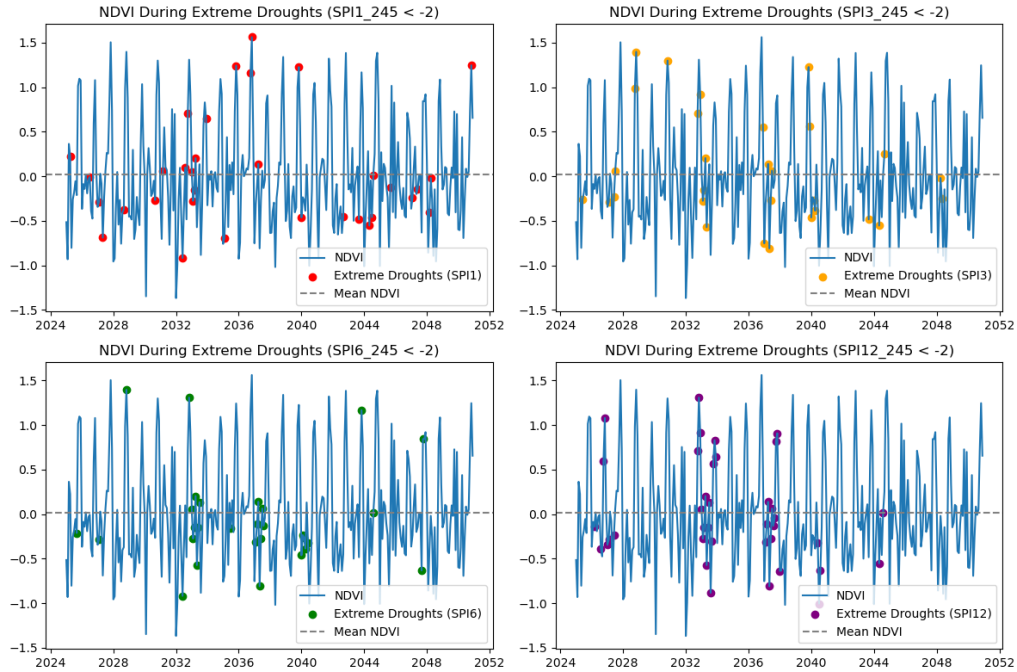 NDVI During Extreme Droughts (SPI1_245 < -2)
1.5
1.0
0.5
0.0
−0.5
−1.0
−1.5
NDVI
Extreme Droughts (SPI1)
Mean NDVI
2024 2028 2032 2036 2040 2044 2048 2052
NDVI During Extreme Droughts (SPI3_245 < -2)
1.5
1.0
0.5
0.0
−0.5
−1.0
−1.5
NDVI
Extreme Droughts (SPI3)
Mean NDVI
2024 2028 2032 2036 2040 2044 2048 2052
NDVI During Extreme Droughts (SPI6_245 < -2)
1.5
1.0
0.5
0.0
−0.5
−1.0
−1.5
NDVI
Extreme Droughts (SPI6)
Mean NDVI
2024 2028 2032 2036 2040 2044 2048 2052
NDVI During Extreme Droughts (SPI12_245 < -2)
1.5
1.0
0.5
0.0
−0.5
−1.0
−1.5
NDVI
Extreme Droughts (SPI12)
Mean NDVI
2024 2028 2032 2036 2040 2044 2048 2052